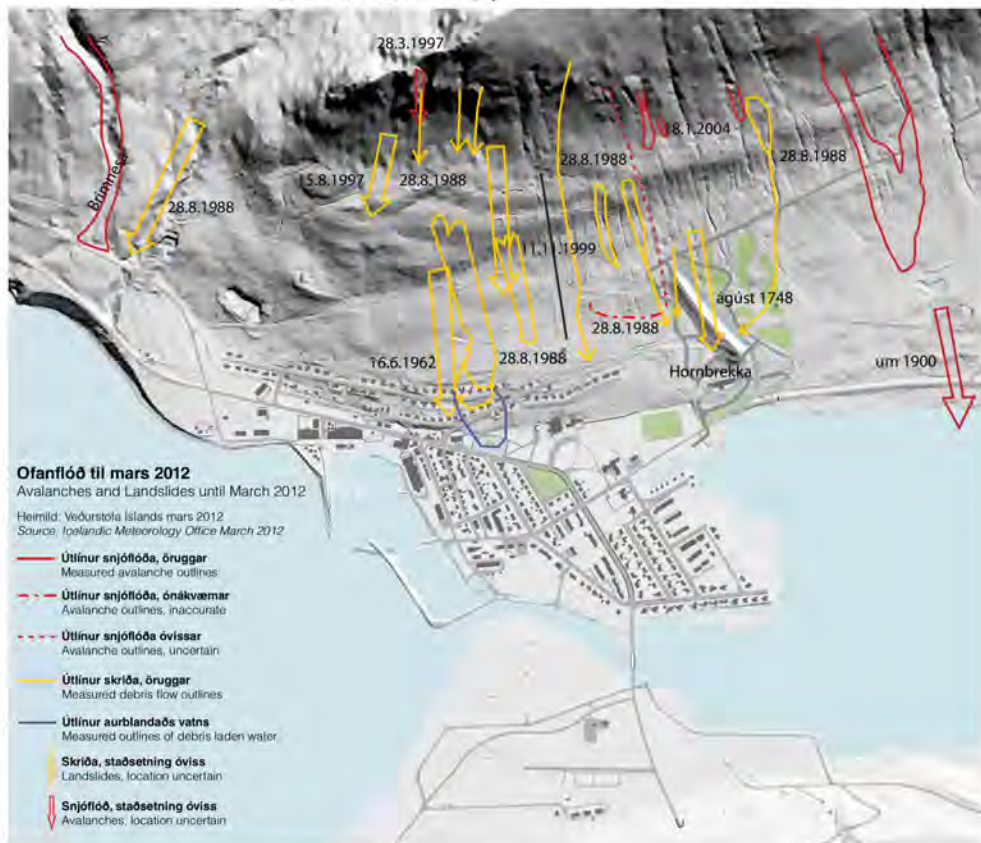 28.3.1997
18.1.2004
28.8.1988
28.8.1988
15.8.1997
28.8.1988
Brimnesá
28.8.1988
11.11.1999
ágúst 1748
28.8.1988
16.6.1962
28.8.1988
Hornbrekka
um 1900
Ofanflóð til mars 2012
Avalanches and Landslides until March 2012
Heimild: Veðurstofa Íslands mars 2012
Source: Icelandic Meteorology Office March 2012
Útlínur snjóflóða, öruggar
Measured avalanche outlines
Útlínur snjóflóða, ónákvæmar
Avalanche outlines, inaccurate
Útlínur snjóflóða óvissar
Avalanche outlines, uncertain
Útlínur skriða, öruggar
Measured debris flow outlines
Útlínur aurblandaðs vatns
Measured outlines of debris laden water
Skriða, staðsetning óviss
Landslides, location uncertain
Snjóflóð, staðsetning óviss
Avalanches, location uncertain